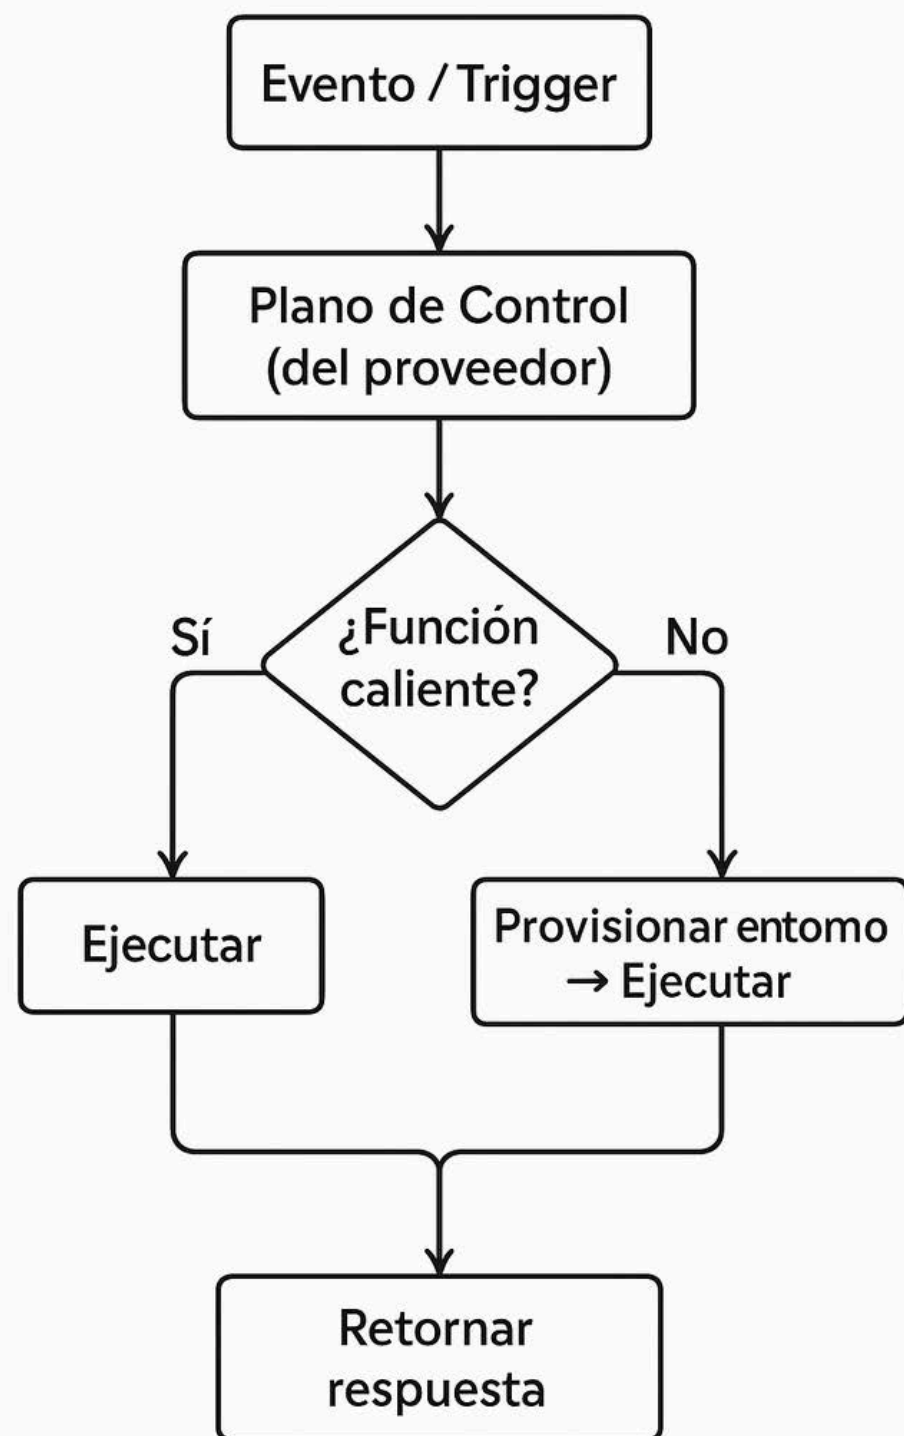 Evento / Trigger
Plano de Control
(del proveedor)
¿Función
caliente?
Sí
No
Ejecutar
Provisionar entomo
→ Ejecutar
Retornar
respuesta